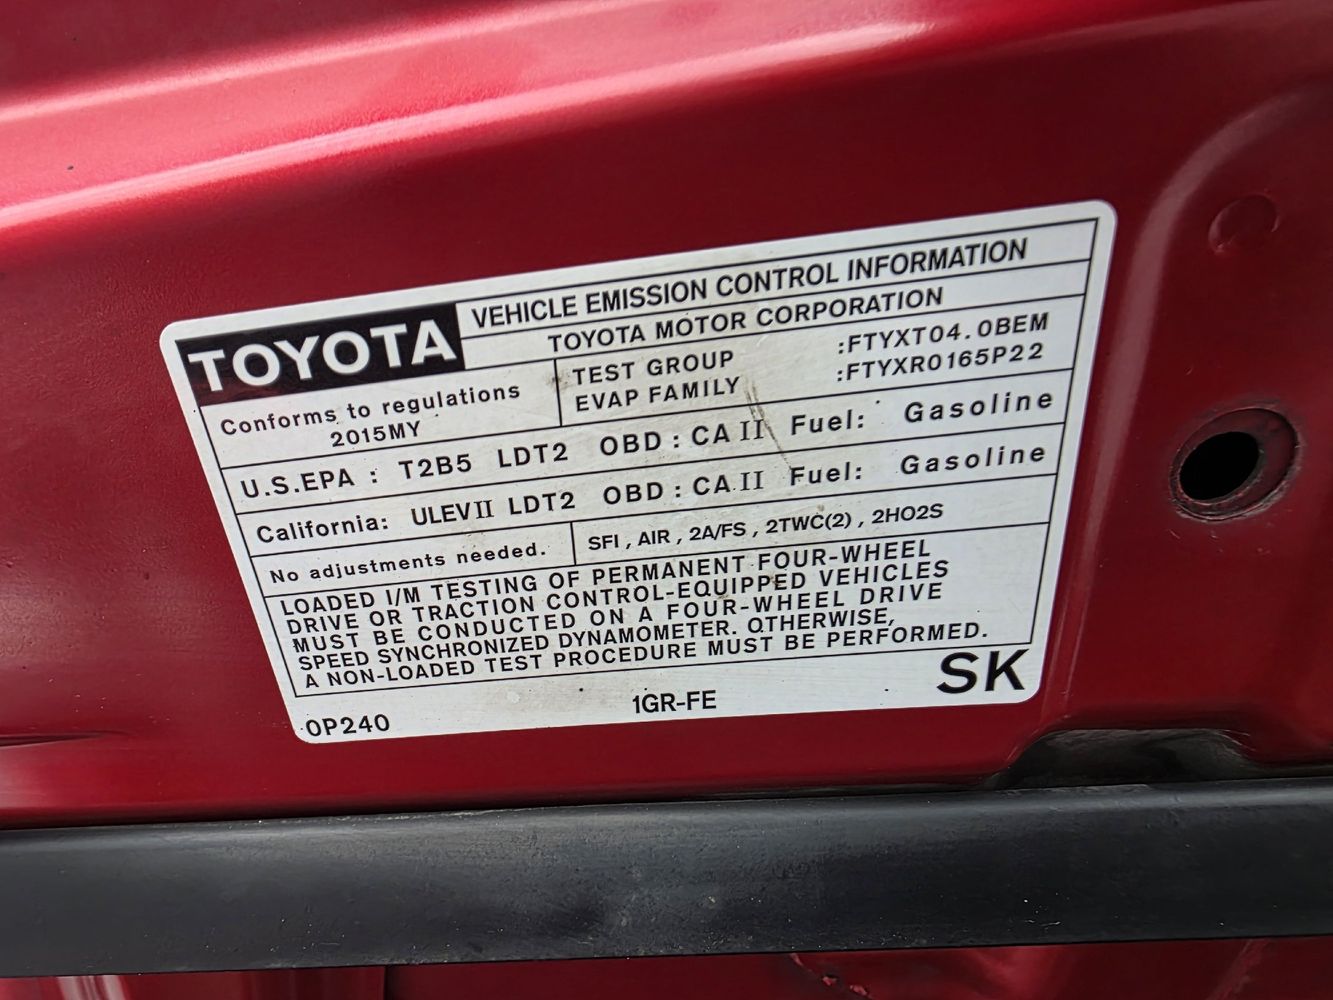 TOYOTA VEHICLE EMISSION CONTROL INFORMATION
TOYOTA MOTOR CORPORATION
Conforms to regulations
2015MY
TEST GROUP :FTYXT04.0BEM
EVAP FAMILY :FTYXR0165P22
U.S.EPA : T2B5 LDT2 OBD : CA II Fuel: Gasoline
California: ULEVII LDT2 OBD : CA II Fuel: Gasoline
No adjustments needed. SFI , AIR , 2A/FS , 2TWC(2) , 2HO2S
LOADED I/M TESTING OF PERMANENT FOUR-WHEEL
DRIVE OR TRACTION CONTROL-EQUIPPED VEHICLES
MUST BE CONDUCTED ON A FOUR-WHEEL DRIVE
SPEED SYNCHRONIZED DYNAMOMETER. OTHERWISE,
A NON-LOADED TEST PROCEDURE MUST BE PERFORMED.
0P240 1GR-FE SK